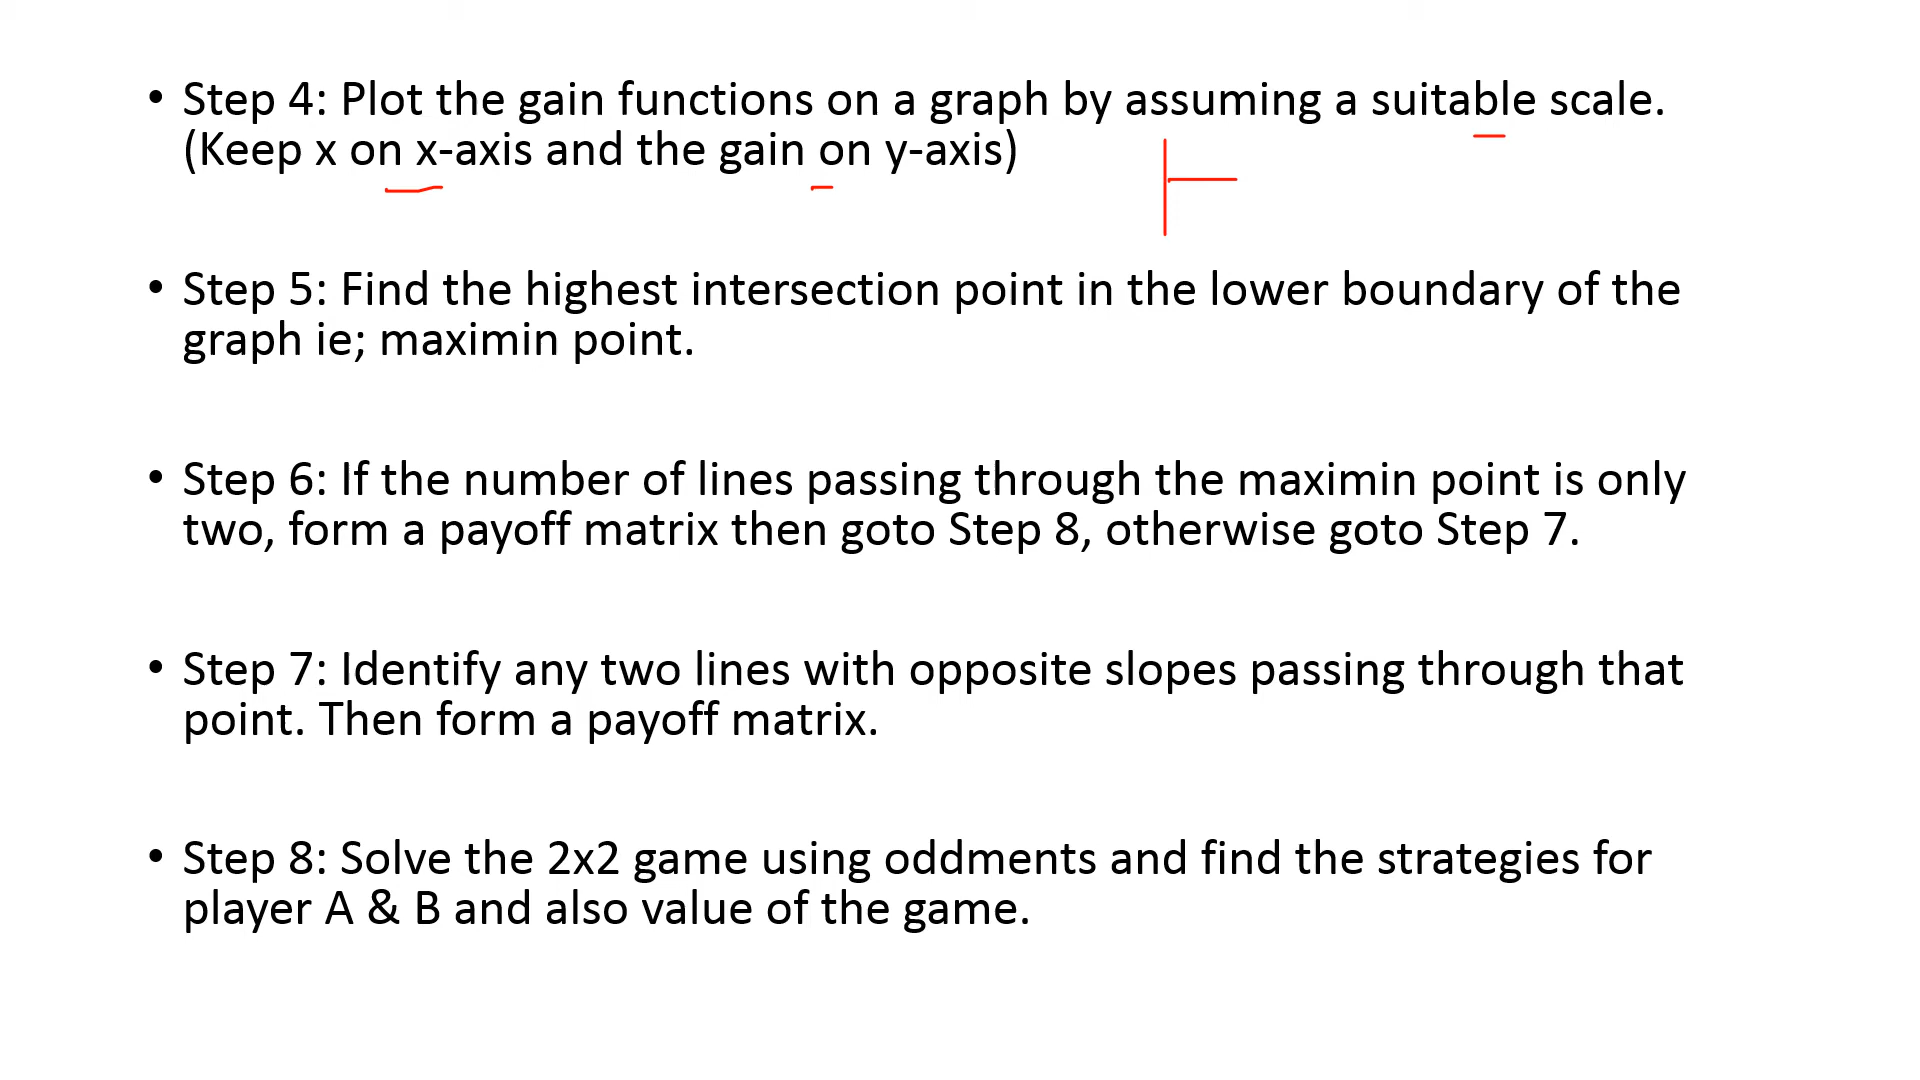 • Step 4: Plot the gain functions on a graph by assuming a suitable scale.
(Keep x on x-axis and the gain on y-axis)
• Step 5: Find the highest intersection point in the lower boundary of the
graph ie; maximin point.
• Step 6: If the number of lines passing through the maximin point is only
two, form a payoff matrix then goto Step 8, otherwise goto Step 7.
• Step 7: Identify any two lines with opposite slopes passing through that
point. Then form a payoff matrix.
• Step 8: Solve the 2x2 game using oddments and find the strategies for
player A & B and also value of the game.